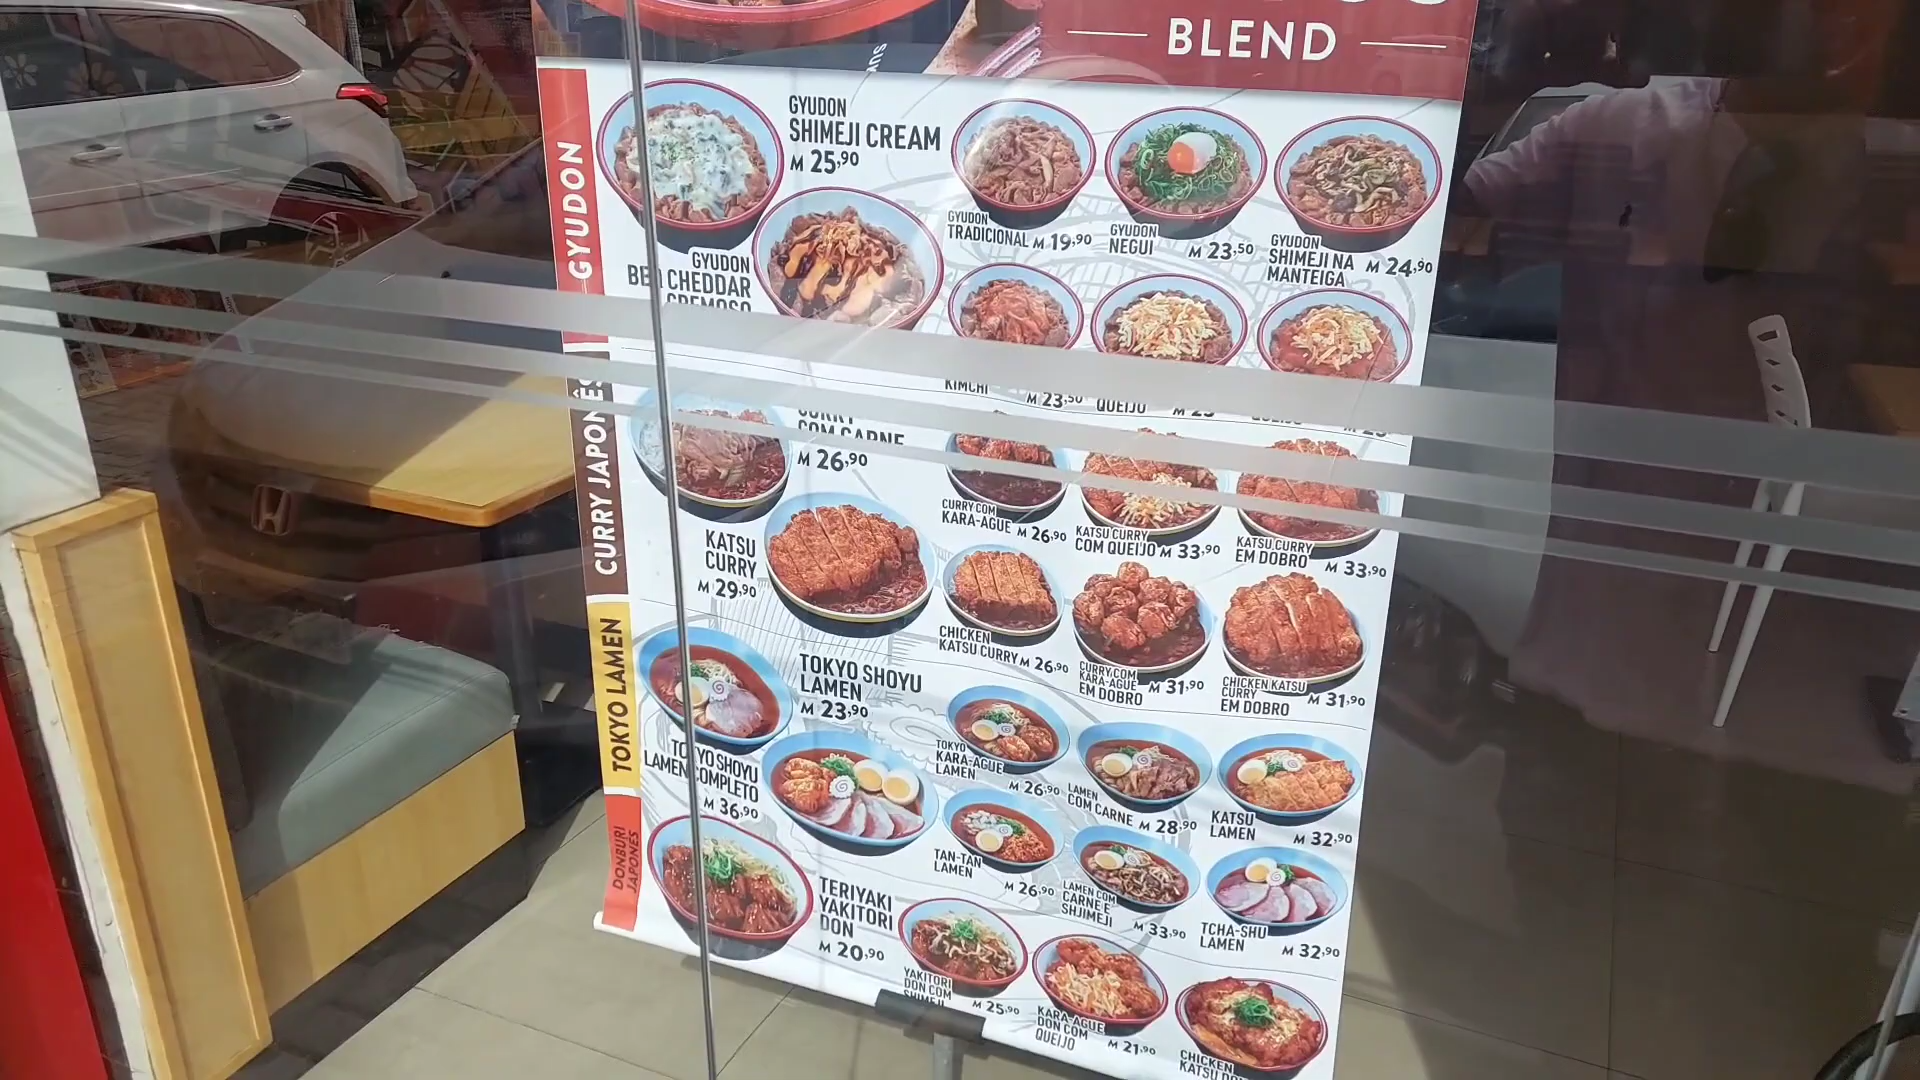 BLEND
GYUDON
GYUDON
SHIMEJI CREAM
M 25,90
GYUDON
TRADICIONAL M 19,90
GYUDON
NEGUI M 23,50
GYUDON
SHIMEJI NA
MANTEIGA M 24,90
GYUDON
CHEDDAR
CREMOSO
KIMCHI M 23,50
QUEIJO
CURRY JAPONÊS
CURRY
COM CARNE
M 26,90
CURRY COM
KARA-AGUE M 26,90
KATSU CURRY
COM QUEIJO M 33,90
KATSU CURRY
EM DOBRO M 33,90
KATSU
CURRY
M 29,90
CHICKEN
KATSU CURRY M 26,90
CURRY COM
KARA-AGUE
EM DOBRO M 31,90
CHICKEN KATSU
CURRY
EM DOBRO M 31,90
TOKYO LAMEN
TOKYO SHOYU
LAMEN
M 23,90
TOKYO
KARA-AGUE
LAMEN
M 26,90
LAMEN
COM CARNE M 28,90
KATSU
LAMEN M 32,90
TOKYO SHOYU
LAMEN COMPLETO
M 36,90
TAN-TAN
LAMEN
M 26,90
LAMEN COM
CARNE E
SHJIMEJI
M 33,90
TCHA-SHU
LAMEN M 32,90
DONBURI
JAPONES
TERIYAKI
YAKITORI
DON
M 20,90
YAKITORI
DON COM
SHIMEJI
M 25,90
KARA-AGUE
DON COM
QUEIJO
M 21,90
CHICKEN
KATSU